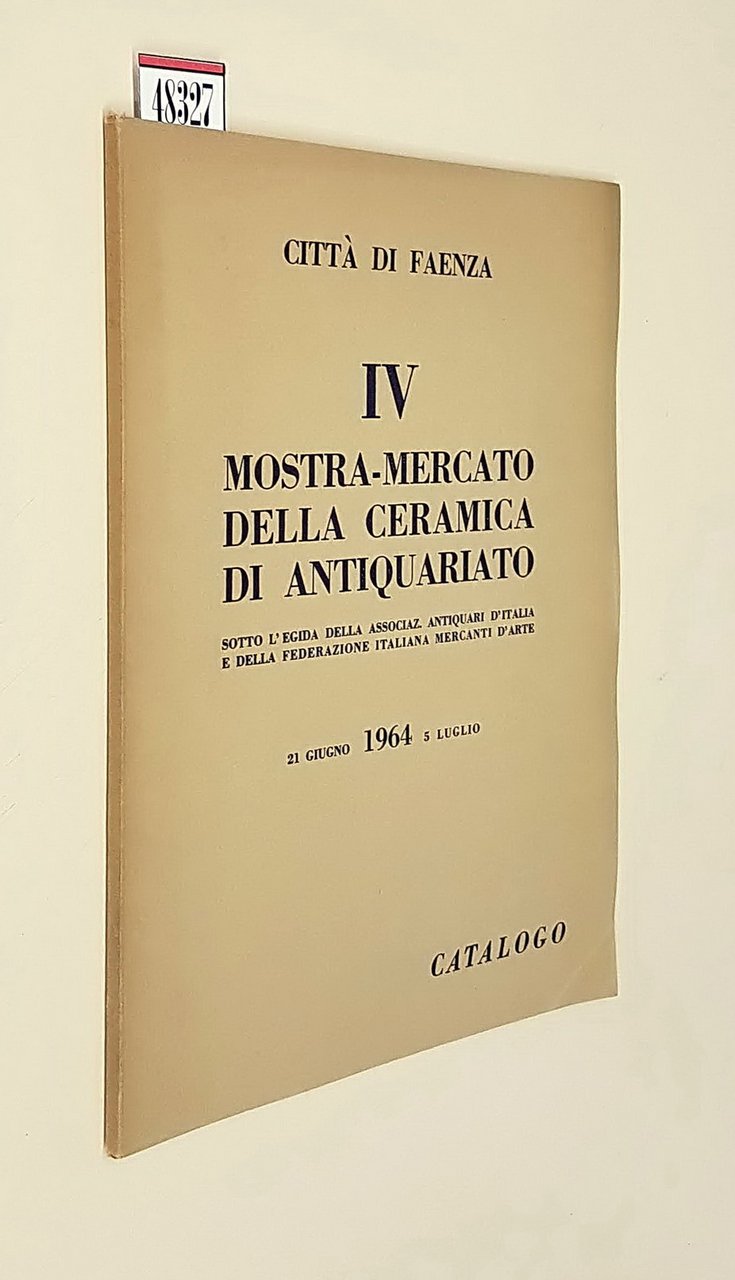 48327
CITTÀ DI FAENZA
IV
MOSTRA-MERCATO
DELLA CERAMICA
DI ANTIQUARIATO
SOTTO L'EGIDA DELLA ASSOCIAZ. ANTIQUARI D'ITALIA
E DELLA FEDERAZIONE ITALIANA MERCANTI D'ARTE
21 GIUGNO 1964 5 LUGLIO
CATALOGO